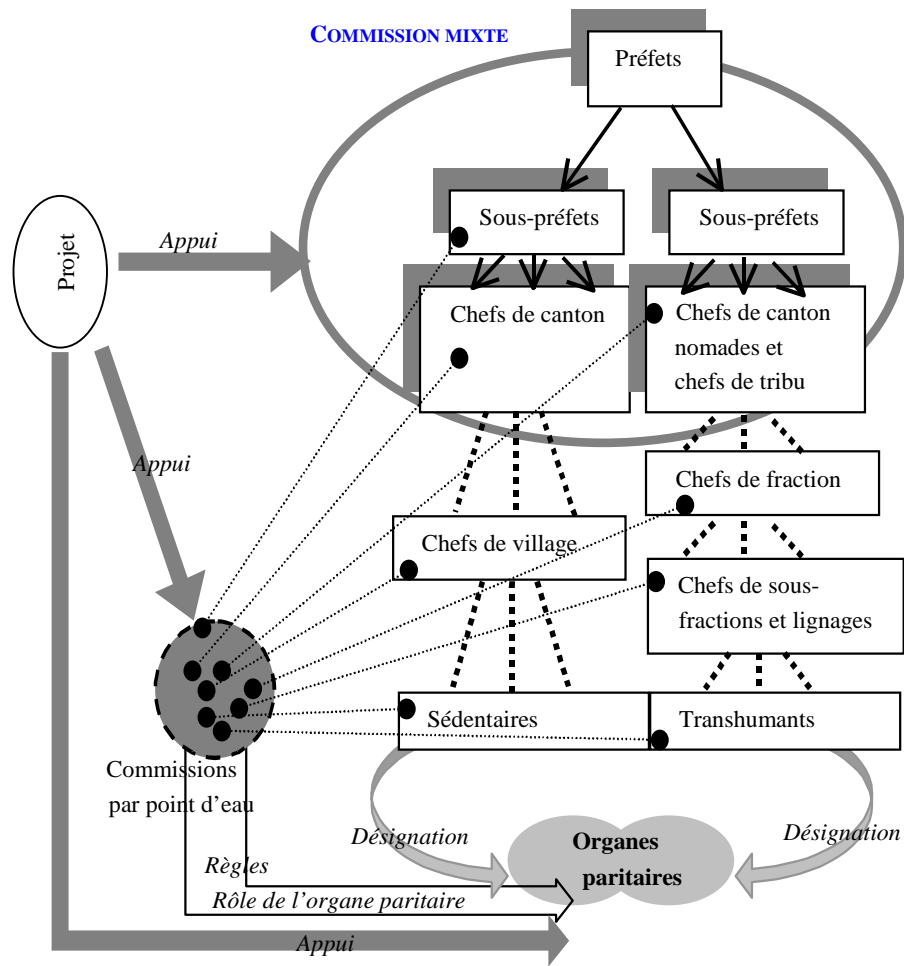 COMMISSION MIXTE
Préfets
Sous-préfets
Sous-préfets
Projet
Appui
Chefs de canton
Chefs de canton
nomades et
chefs de tribu
Appui
Chefs de fraction
Chefs de village
Chefs de sous-
fractions et lignages
Sédentaires
Transhumants
Commissions
par point d'eau
Désignation
Désignation
Organes
paritaires
Règles
Rôle de l'organe paritaire
Appui